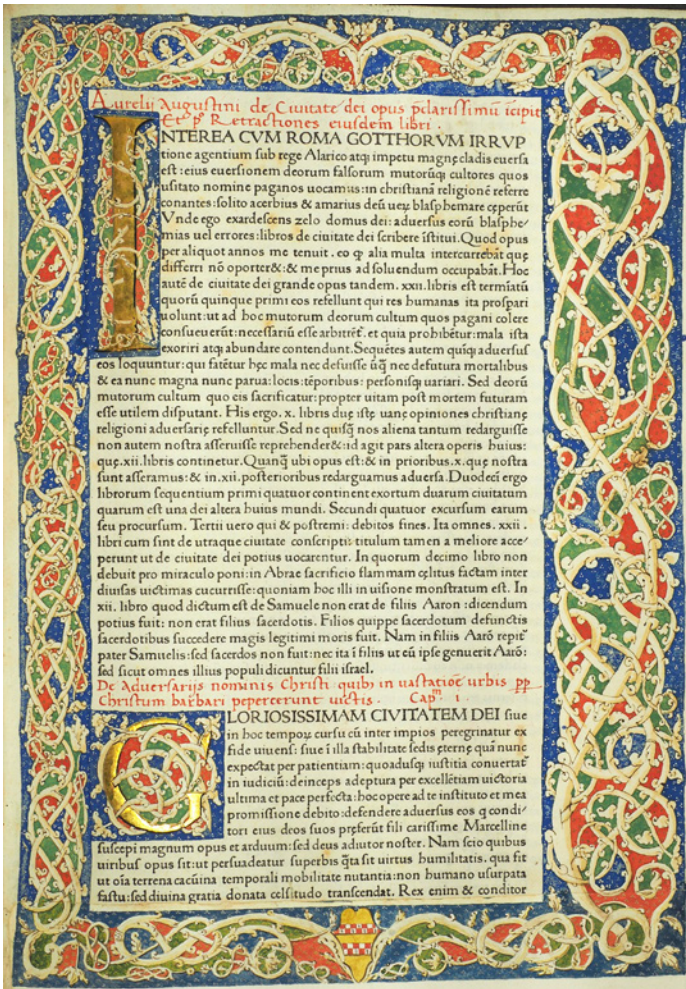 Aurelij Augustini de Ciuitate dei opus p̄clarissimū īcipit
Et p̄ Retractiones eiusdem libri .
INTEREA CVM ROMA GOTTHORVM IRRVP
tione agentium sub rege Alarico atqʒ impetu magnę cladis euersa
est : eius euersionem deorum falsorum mutorūqʒ cultores quos
usitato nomine paganos uocamus : in christianā religionē referre
conantes : solito acerbius & amarius deū ueꝝ blasphemare cęperūt
Vnde ego exardescens zelo domus dei : aduersus eorū blasphe-
mias uel errores : libros de ciuitate dei scribere īstitui . Quod opus
per aliquot annos me tenuit . eo ꝙ alia multa intercurrebāt quę
differri nō oporter& : & me prius ad soluendum occupabāt . Hoc
autē de ciuitate dei grande opus tandem . xxii . libris est termīatū
quorū quinque primi eos refellunt qui res humanas ita prospari
uolunt : ut ad hoc mutorum deorum cultum quos pagani colere
consueuerūt : necessariū esse arbitrēt̄ . et quia prohibētur : mala ista
exoriri atqʒ abundare contendunt . Sequētes autem quīqʒ aduersus
eos loquuntur : qui fatētur hęc mala nec defuisse ūq̄ nec defutura mortalibus
& ea nunc magna nunc parua : locis : tēporibus : personisqʒ uariari . Sed deorū
mutorum cultum quo eis sacrificatur : propter uitam post mortem futuram
esse utilem disputant . His ergo . x . libris duę istę uanę opiniones christianę
religioni aduersarię refelluntur . Sed ne quisq̄ nos aliena tantum redarguisse
non autem nostra asseruisse reprehender& : id agit pars altera operis huius :
quę . xii . libris continetur . Quanq̄ ubi opus est : & in prioribus . x . quę nostra
sunt asseramus : & in . xii . posterioribus redarguamus aduersa . Duodecī ergo
librorum sequentium primi quatuor continent exortum duarum ciuitatum
quarum est una dei altera huius mundi . Secundi quatuor excursum earum
seu procursum . Tertii uero qui & postremi : debitos fines . Ita omnes . xxii .
libri cum sint de utraque ciuitate conscripti : titulum tamen a meliore acce-
perunt ut de ciuitate dei potius uocarentur . In quorum decimo libro non
debuit pro miraculo poni : in Abrae sacrificio flammam cęlitus factam inter
diuisas uictimas cucurrisse : quoniam hoc illi in uisione monstratum est . In
xii . libro quod dictum est de Samuele non erat de filiis Aaron : dicendum
potius fuit : non erat filius sacerdotis . Filios quippe sacerdotum defunctis
sacerdotibus succedere magis legitimi moris fuit . Nam in filiis Aarō repit̄
pater Samuelis : sed sacerdos non fuit : nec ita ī filiis ut eū ipse genuerit Aarō :
sed sicut omnes illius populi dicuntur filii israel .
De Aduersarijs nominis Christi quibʒ in uastatiōe urbis pp
Christum barbari pepercerunt uictis . Capᵐ i .
GLORIOSISSIMAM CIVITATEM DEI siue
in hoc tempoꝝ cursu cū inter impios peregrinatur ex
fide uiuens : siue ī illa stabilitate sedis ęternę quā nunc
expectat per patientiam : quoadusqʒ iustitia conuertat̄
in iudiciū : deinceps adeptura per excellētiam uictoria
ultima et pace perfecta : hoc opere ad te instituto et mea
promissione debito : defendere aduersus eos q condi-
tori eius deos suos pręferūt fili carissime Marcelline
suscepi magnum opus et arduum : sed deus adiutor noster . Nam scio quibus
uiribus opus sit : ut persuadeatur superbis q̄ta sit uirtus humilitatis . qua fit
ut oīa terrena cacūina temporali mobilitate nutantia : non humano usurpata
fastu : sed diuina gratia donata celsitudo transcendat . Rex enim & conditor